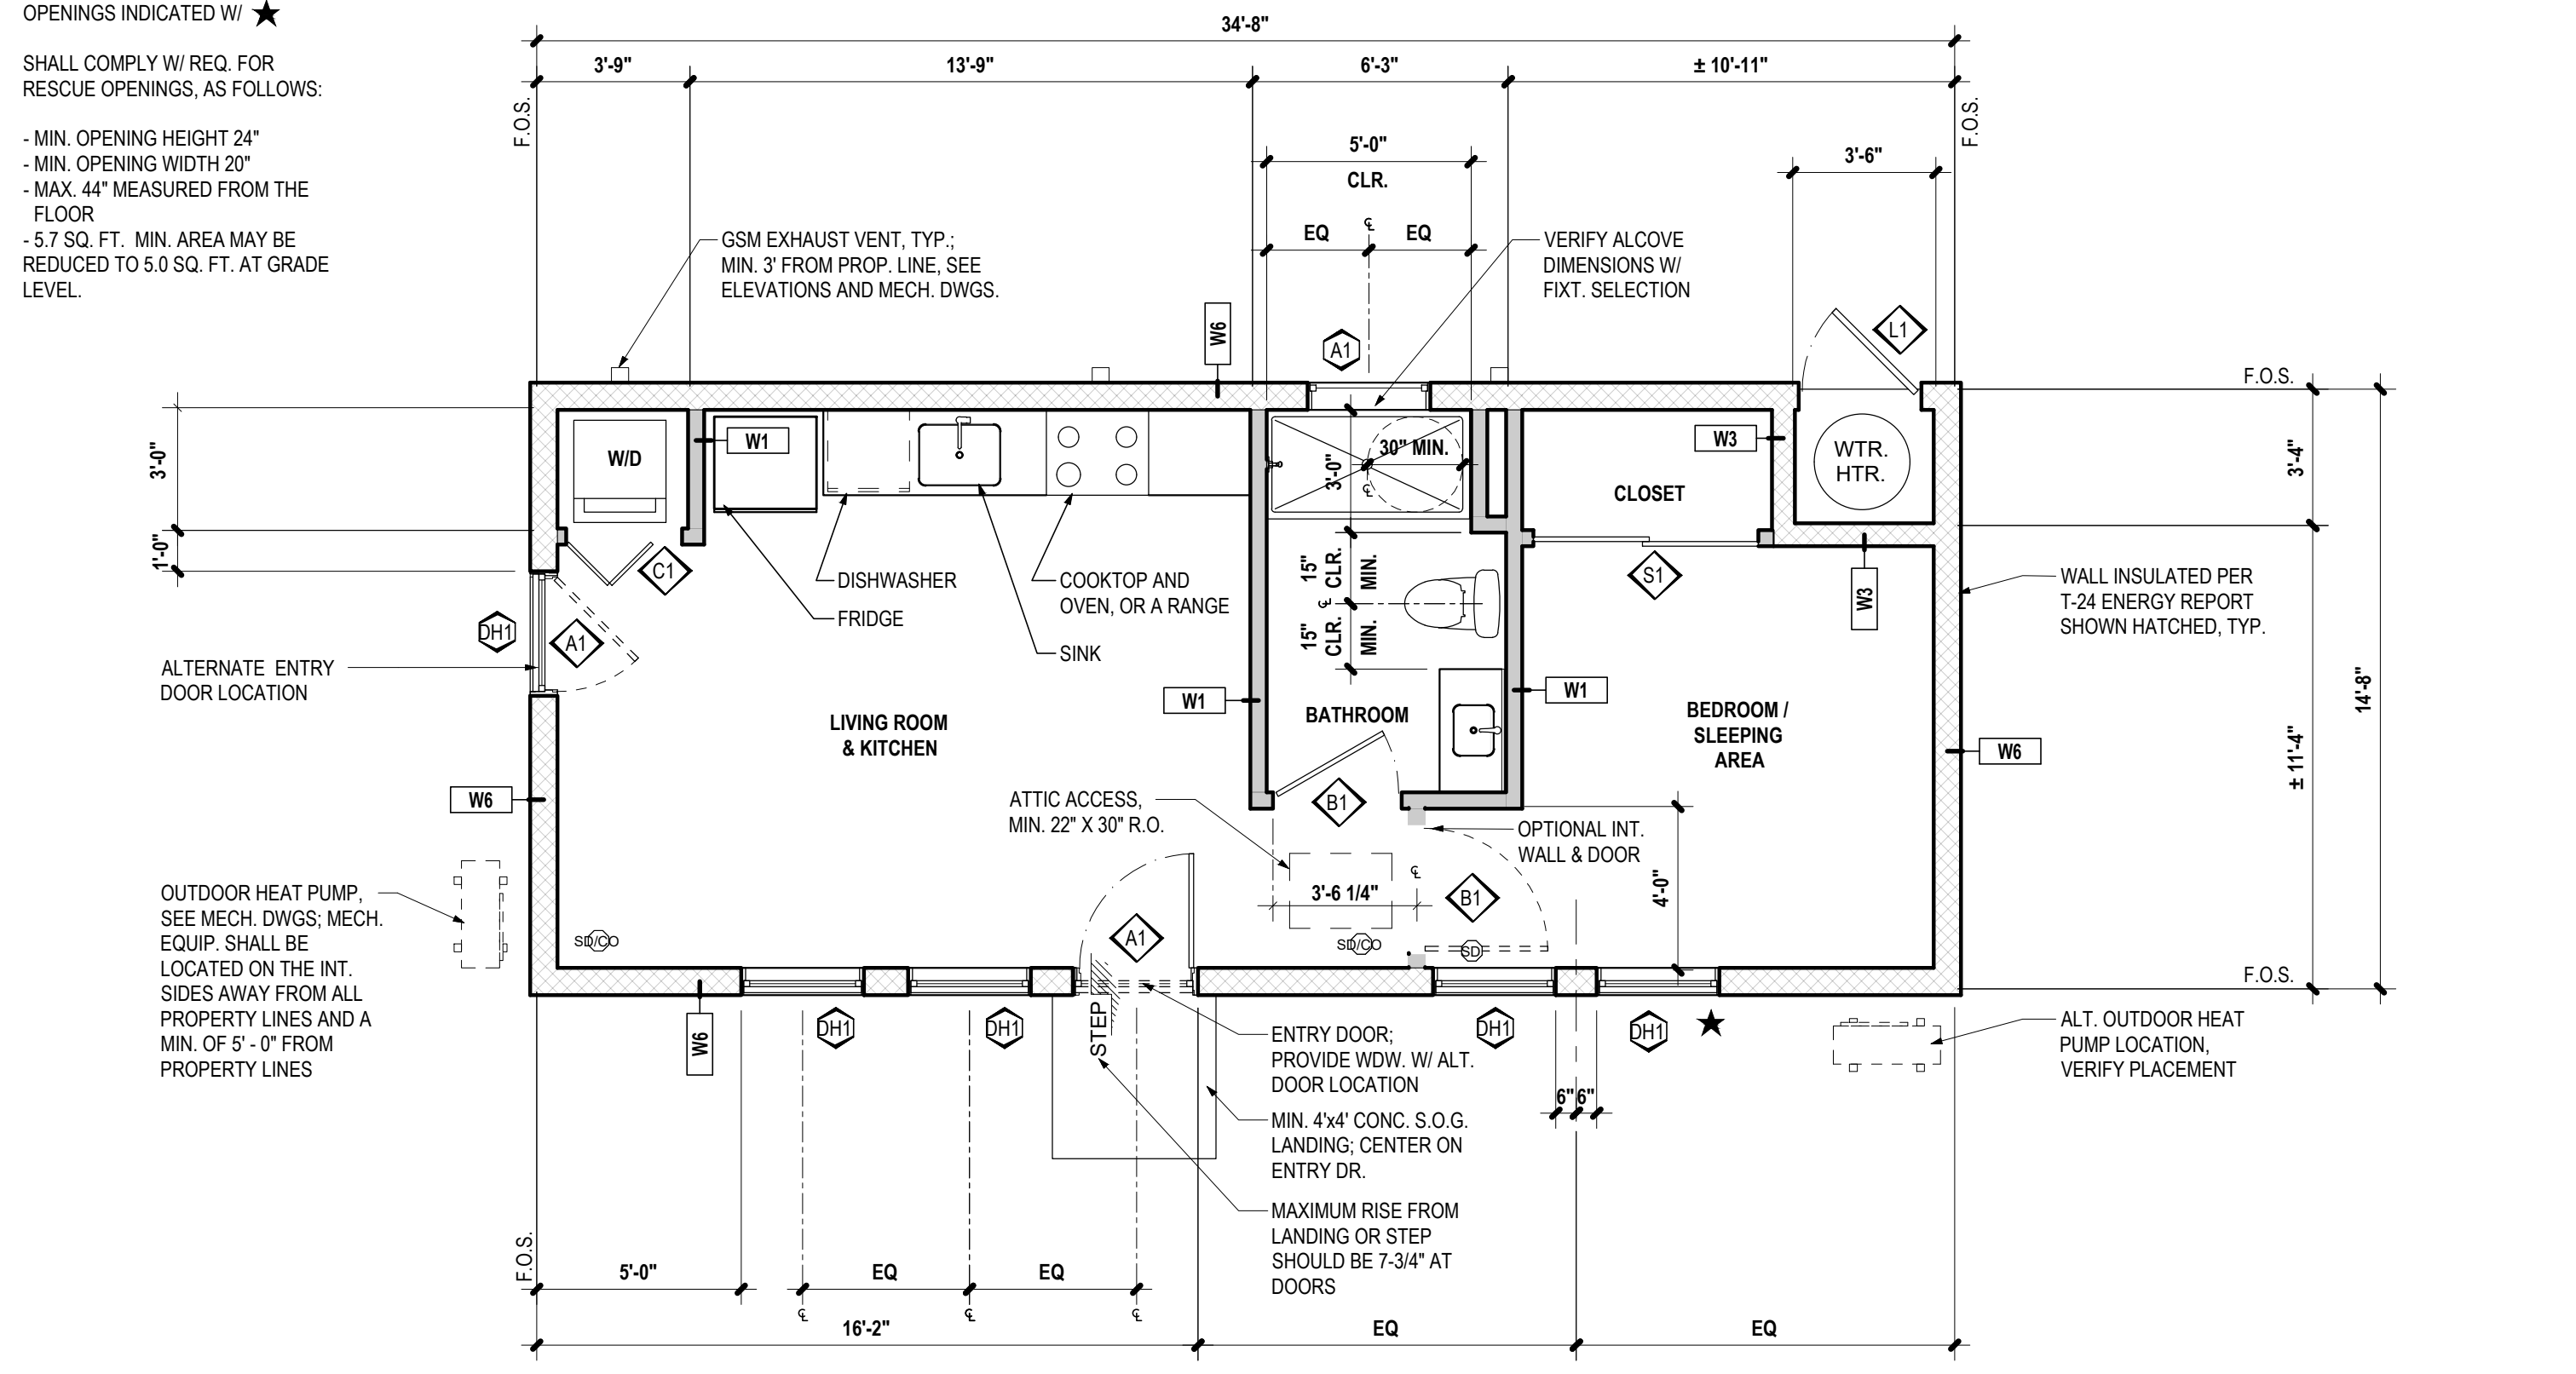 OPENINGS INDICATED W/ ★
SHALL COMPLY W/ REQ. FOR
RESCUE OPENINGS, AS FOLLOWS:
- MIN. OPENING HEIGHT 24"
- MIN. OPENING WIDTH 20"
- MAX. 44" MEASURED FROM THE
FLOOR
- 5.7 SQ. FT. MIN. AREA MAY BE
REDUCED TO 5.0 SQ. FT. AT GRADE
LEVEL.
34'-8"
3'-9"
13'-9"
6'-3"
± 10'-11"
F.O.S.
F.O.S.
5'-0"
CLR.
3'-6"
EQ
℄
EQ
GSM EXHAUST VENT, TYP.;
MIN. 3' FROM PROP. LINE, SEE
ELEVATIONS AND MECH. DWGS.
VERIFY ALCOVE
DIMENSIONS W/
FIXT. SELECTION
W6
A1
L1
F.O.S.
3'-0"
1'-0"
W/D
W1
30" MIN.
3'-0"
℄
W3
CLOSET
WTR.
HTR.
3'-4"
C1
DISHWASHER
FRIDGE
COOKTOP AND
OVEN, OR A RANGE
SINK
15"
CLR.
MIN.
℄
15"
CLR.
MIN.
S1
W3
WALL INSULATED PER
T-24 ENERGY REPORT
SHOWN HATCHED, TYP.
DH1
A1
ALTERNATE ENTRY
DOOR LOCATION
LIVING ROOM
& KITCHEN
W1
BATHROOM
W1
BEDROOM /
SLEEPING
AREA
14'-8"
± 11'-4"
W6
W6
ATTIC ACCESS,
MIN. 22" X 30" R.O.
B1
OPTIONAL INT.
WALL & DOOR
3'-6 1/4"
℄
B1
4'-0"
OUTDOOR HEAT PUMP,
SEE MECH. DWGS; MECH.
EQUIP. SHALL BE
LOCATED ON THE INT.
SIDES AWAY FROM ALL
PROPERTY LINES AND A
MIN. OF 5' - 0" FROM
PROPERTY LINES
SD/CO
A1
SD/CO
SD
F.O.S.
W6
DH1
DH1
STEP
DH1
DH1
★
ENTRY DOOR;
PROVIDE WDW. W/ ALT.
DOOR LOCATION
MIN. 4'x4' CONC. S.O.G.
LANDING; CENTER ON
ENTRY DR.
MAXIMUM RISE FROM
LANDING OR STEP
SHOULD BE 7-3/4" AT
DOORS
6"
6"
ALT. OUTDOOR HEAT
PUMP LOCATION,
VERIFY PLACEMENT
F.O.S.
5'-0"
EQ
EQ
℄
℄
℄
16'-2"
EQ
EQ